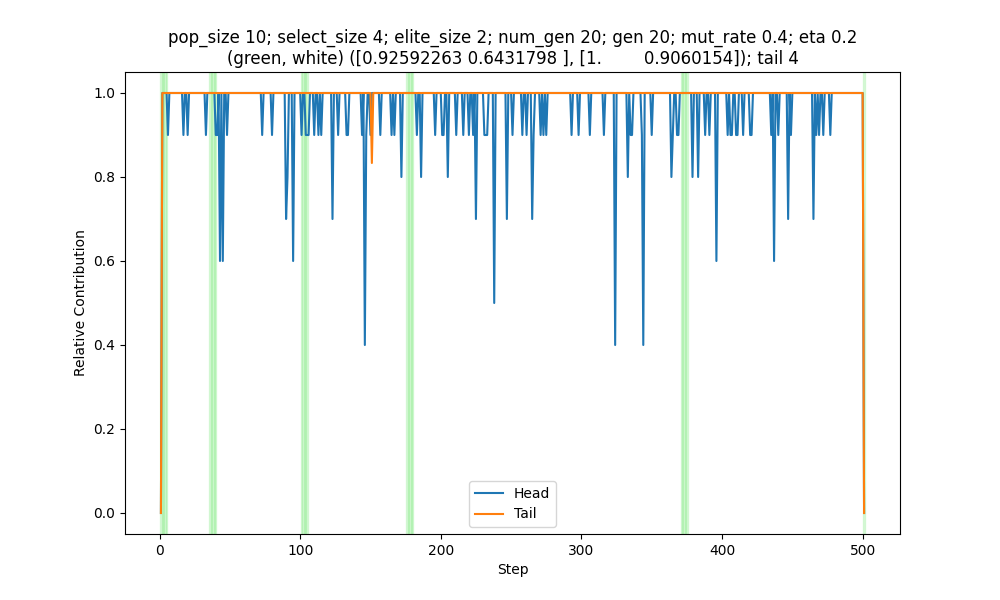 pop_size 10; select_size 4; elite_size 2; num_gen 20; gen 20; mut_rate 0.4; eta 0.2
(green, white) ([0.92592263 0.6431798 ], [1.        0.9060154]); tail 4
1.0
0.8
0.6
0.4
0.2
0.0
Relative Contribution
Head
Tail
0
100
200
300
400
500
Step